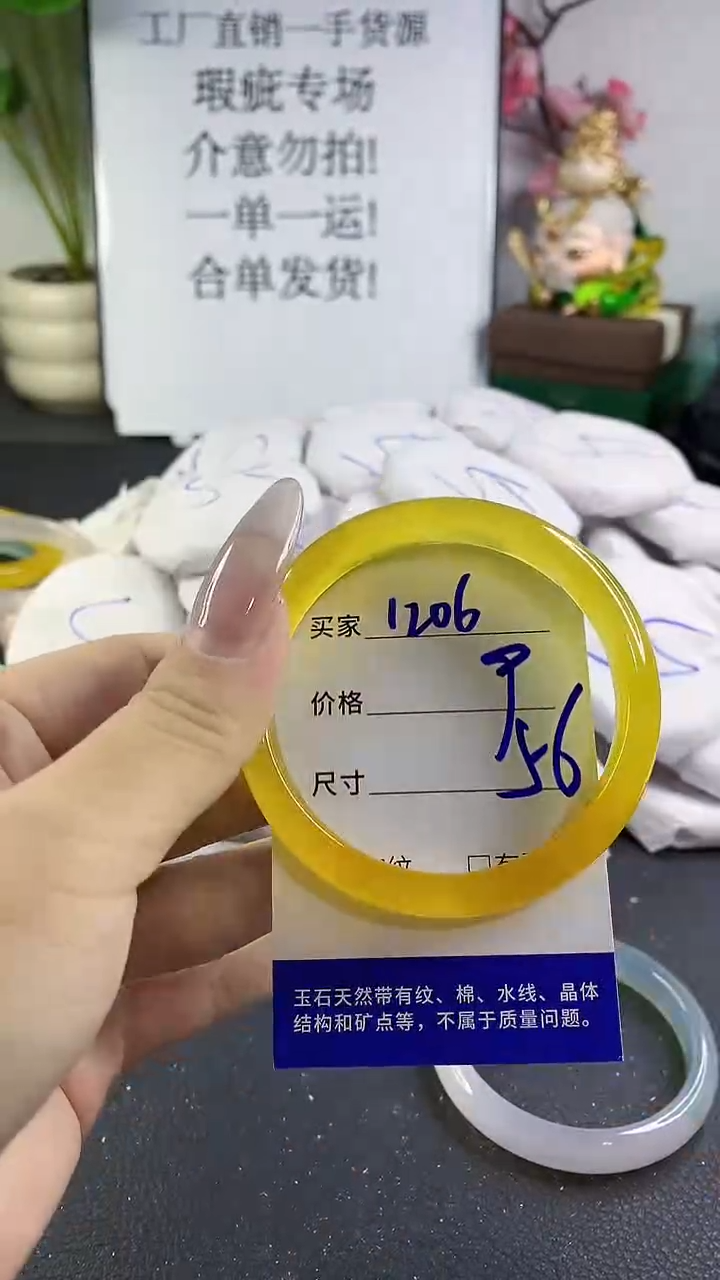 工厂直销一手货源
瑕疵专场
介意勿拍!
一单一运!
合单发货!
买家 1206
价格
尺寸 56
纹 □有
玉石天然带有纹、棉、水线、晶体
结构和矿点等，不属于质量问题。